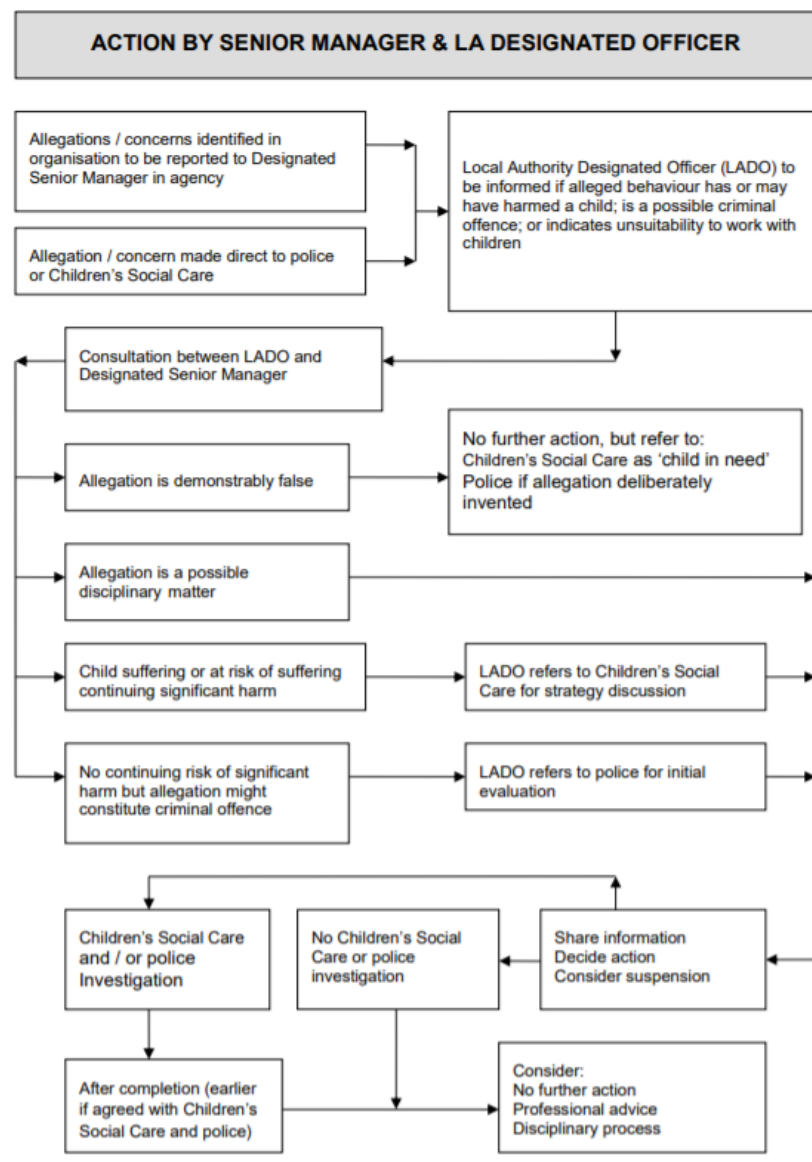 ACTION BY SENIOR MANAGER & LA DESIGNATED OFFICER
Allegations / concerns identified in
organisation to be reported to Designated
Senior Manager in agency
Local Authority Designated Officer (LADO) to
be informed if alleged behaviour has or may
have harmed a child; is a possible criminal
offence; or indicates unsuitability to work with
children
Allegation / concern made direct to police
or Children's Social Care
Consultation between LADO and
Designated Senior Manager
Allegation is demonstrably false
No further action, but refer to:
Children's Social Care as 'child in need'
Police if allegation deliberately
invented
Allegation is a possible
disciplinary matter
Child suffering or at risk of suffering
continuing significant harm
LADO refers to Children's Social
Care for strategy discussion
No continuing risk of significant
harm but allegation might
constitute criminal offence
LADO refers to police for initial
evaluation
Children's Social Care
and / or police
Investigation
No Children's Social
Care or police
investigation
Share information
Decide action
Consider suspension
After completion (earlier
if agreed with Children's
Social Care and police)
Consider:
No further action
Professional advice
Disciplinary process